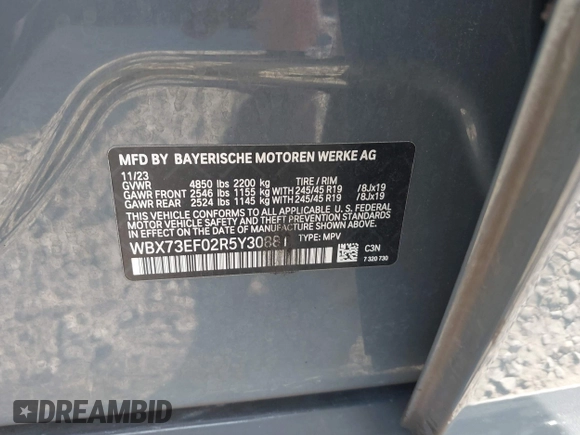 MFD BY BAYERISCHE MOTOREN WERKE AG
11/23
GVWR 4850 lbs 2200 kg TIRE / RIM
GAWR FRONT 2546 lbs 1155 kg WITH 245/45 R19 /8Jx19
GAWR REAR 2524 lbs 1145 kg WITH 245/45 R19 /8Jx19
THIS VEHICLE CONFORMS TO ALL APPLICABLE U.S. FEDERAL
MOTOR VEHICLE SAFETY AND THEFT PREVENTION STANDARDS
IN EFFECT ON THE DATE OF MANUFACTURE SHOWN ABOVE.
TYPE: MPV
C3N
7 320 730
DREAMBID